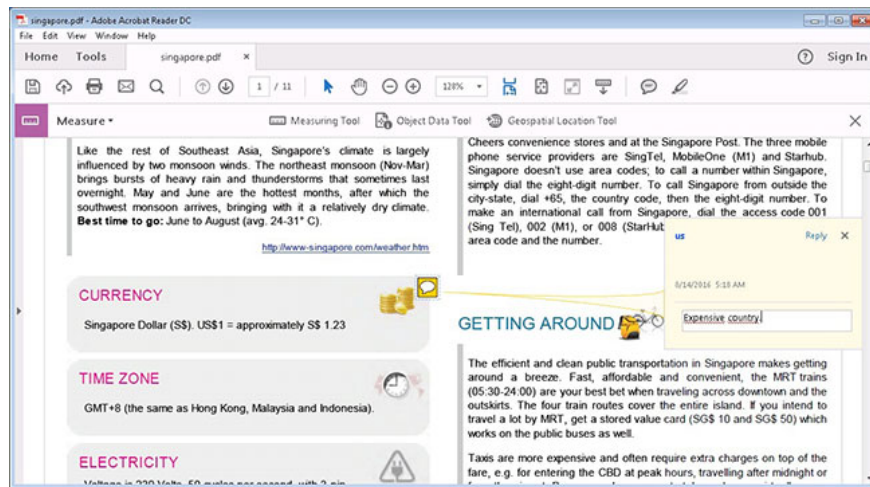 singapore.pdf - Adobe Acrobat Reader DC
File Edit View Window Help
Home Tools singapore.pdf × ? Sign In
1 / 11 120%
Measure Measuring Tool Object Data Tool Geospatial Location Tool
Like the rest of Southeast Asia, Singapore's climate is largely
influenced by two monsoon winds. The northeast monsoon (Nov-Mar)
brings bursts of heavy rain and thunderstorms that sometimes last
overnight. May and June are the hottest months, after which the
southwest monsoon arrives, bringing with it a relatively dry climate.
Best time to go: June to August (avg. 24-31° C).
http://www-singapore.com/weather.htm
CURRENCY
Singapore Dollar (S$). US$1 = approximately S$ 1.23
TIME ZONE
GMT+8 (the same as Hong Kong, Malaysia and Indonesia).
ELECTRICITY
Cheers convenience stores and at the Singapore Post. The three mobile
phone service providers are SingTel, MobileOne (M1) and Starhub.
Singapore doesn't use area codes; to call a number within Singapore,
simply dial the eight-digit number. To call Singapore from outside the
city-state, dial +65, the country code, then the eight-digit number. To
make an international call from Singapore, dial the access code 001
(Sing Tel), 002 (M1), or 008 (StarHub
area code and the number.
us Reply ×
8/14/2016 5:18 AM
Expensive country.
GETTING AROUND
The efficient and clean public transportation in Singapore makes getting
around a breeze. Fast, affordable and convenient, the MRT trains
(05:30-24:00) are your best bet when traveling across downtown and the
outskirts. The four train routes cover the entire island. If you intend to
travel a lot by MRT, get a stored value card (SG$ 10 and SG$ 50) which
works on the public buses as well.
Taxis are more expensive and often require extra charges on top of the
fare, e.g. for entering the CBD at peak hours, travelling after midnight or